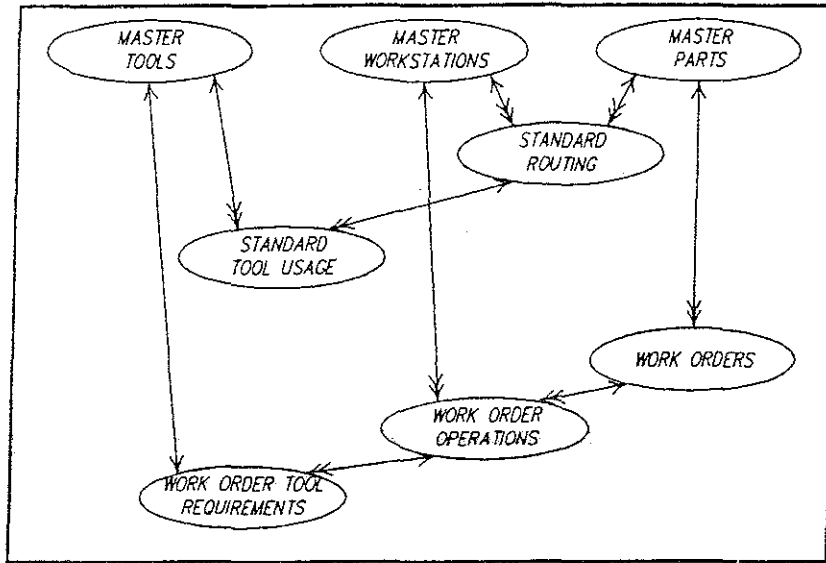 MASTER
TOOLS
MASTER
WORKSTATIONS
MASTER
PARTS
STANDARD
ROUTING
STANDARD
TOOL USAGE
WORK ORDERS
WORK ORDER
OPERATIONS
WORK ORDER TOOL
REQUIREMENTS